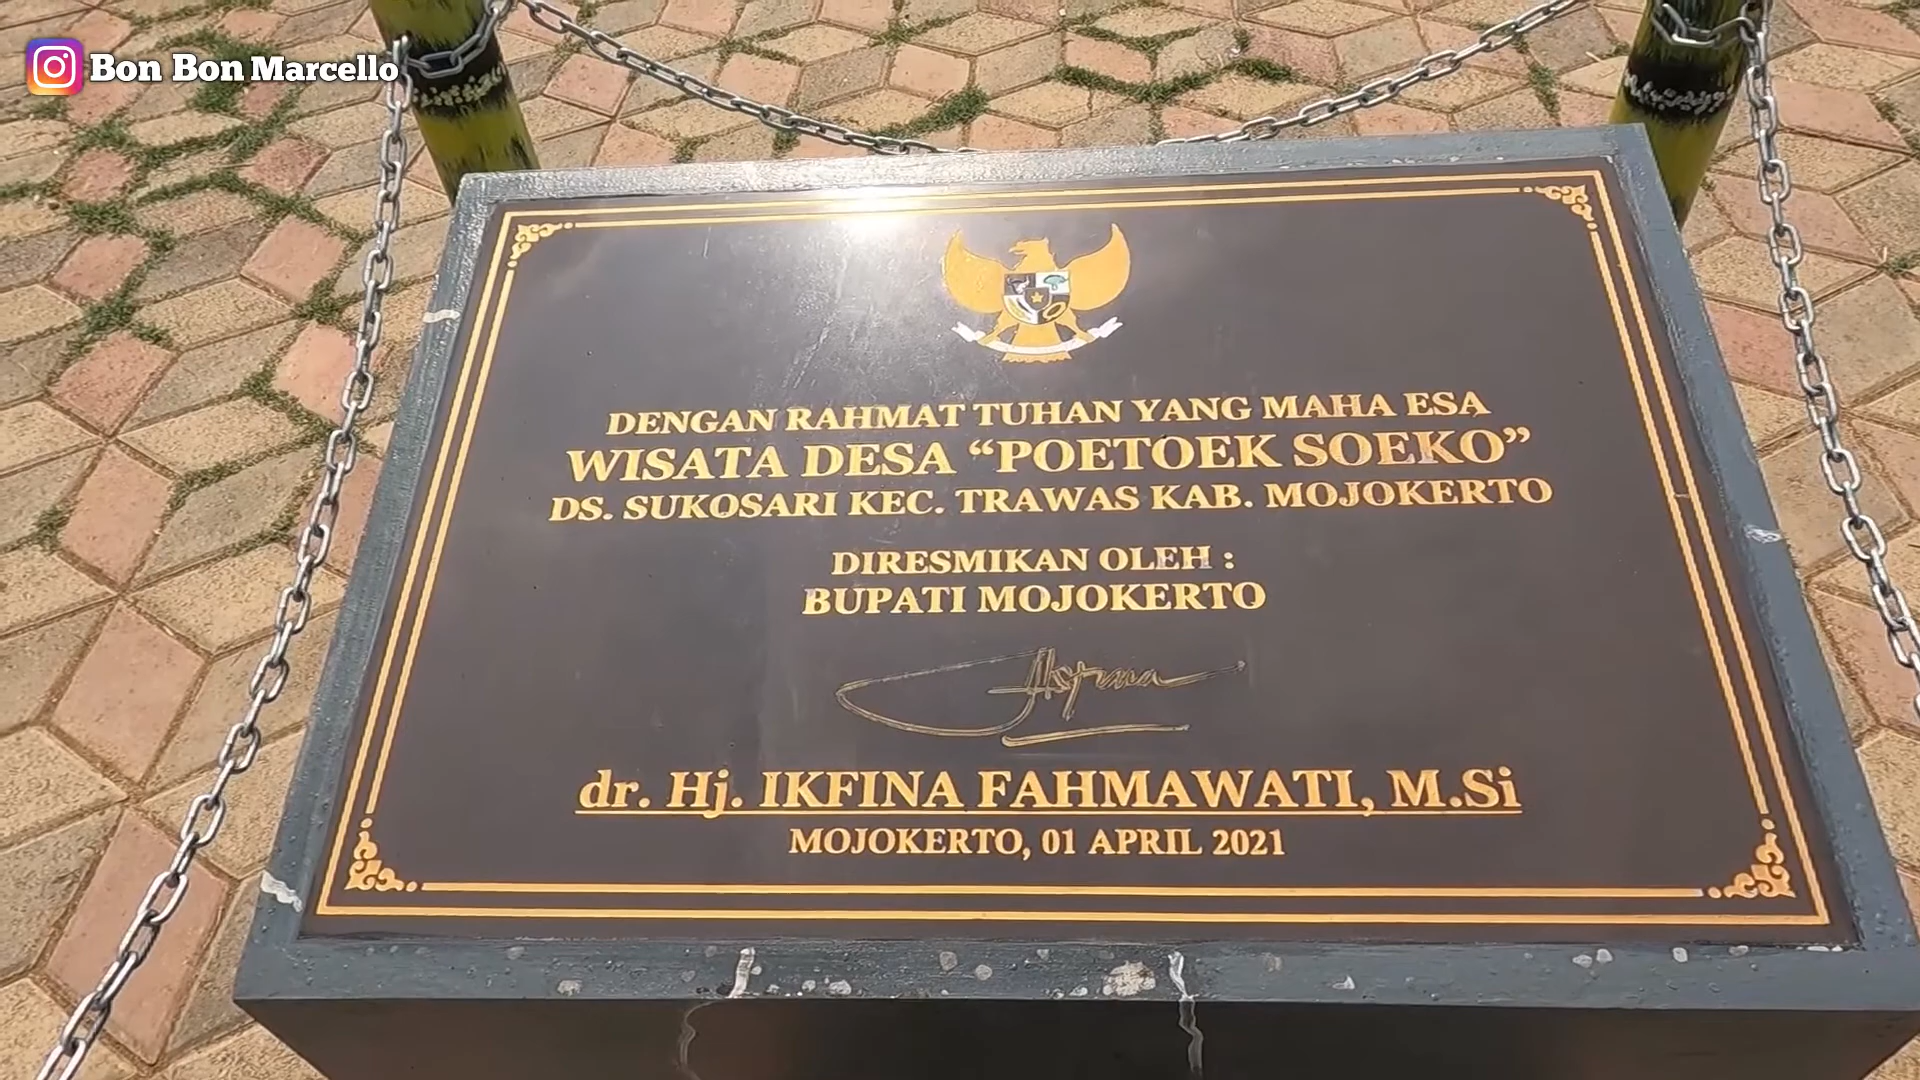 Bon Bon Marcello
DENGAN RAHMAT TUHAN YANG MAHA ESA
WISATA DESA “POETOEK SOEKO”
DS. SUKOSARI KEC. TRAWAS KAB. MOJOKERTO
DIRESMIKAN OLEH :
BUPATI MOJOKERTO
dr. Hj. IKFINA FAHMAWATI, M.Si
MOJOKERTO, 01 APRIL 2021